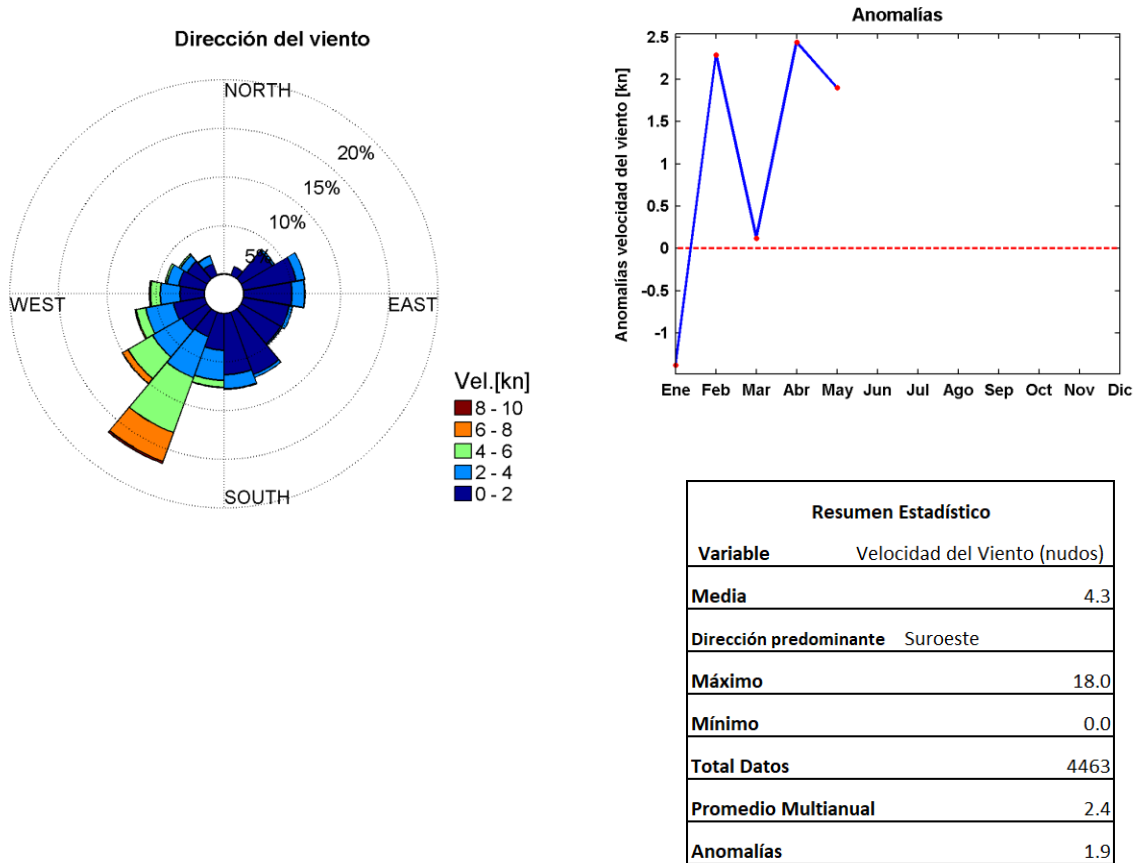 Dirección del viento
NORTH
20%
15%
10%
5%
WEST
EAST
SOUTH
Vel.[kn]
8 - 10
6 - 8
4 - 6
2 - 4
0 - 2
Anomalías
Anomalias velocidad del viento [kn]
2.5
2
1.5
1
0.5
0
-0.5
-1
Ene Feb Mar Abr May Jun Jul Ago Sep Oct Nov Dic
Resumen Estadístico
Variable Velocidad del Viento (nudos)
Media 4.3
Dirección predominante Suroeste
Máximo 18.0
Mínimo 0.0
Total Datos 4463
Promedio Multianual 2.4
Anomalías 1.9